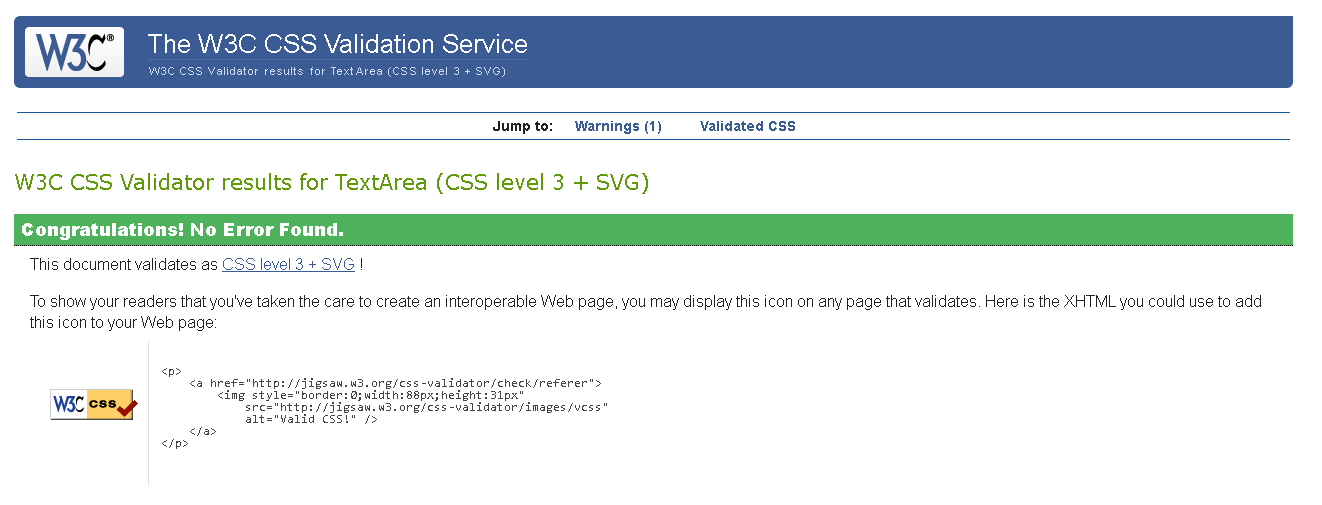 W3C®
The W3C CSS Validation Service
W3C CSS Validator results for TextArea (CSS level 3 + SVG)
Jump to: Warnings (1) Validated CSS
W3C CSS Validator results for TextArea (CSS level 3 + SVG)
Congratulations! No Error Found.
This document validates as CSS level 3 + SVG !
To show your readers that you've taken the care to create an interoperable Web page, you may display this icon on any page that validates. Here is the XHTML you could use to add
this icon to your Web page:
W3C css
<p>
    <a href="http://jigsaw.w3.org/css-validator/check/referer">
        <img style="border:0;width:88px;height:31px"
            src="http://jigsaw.w3.org/css-validator/images/vcss"
            alt="Valid CSS!" />
    </a>
</p>